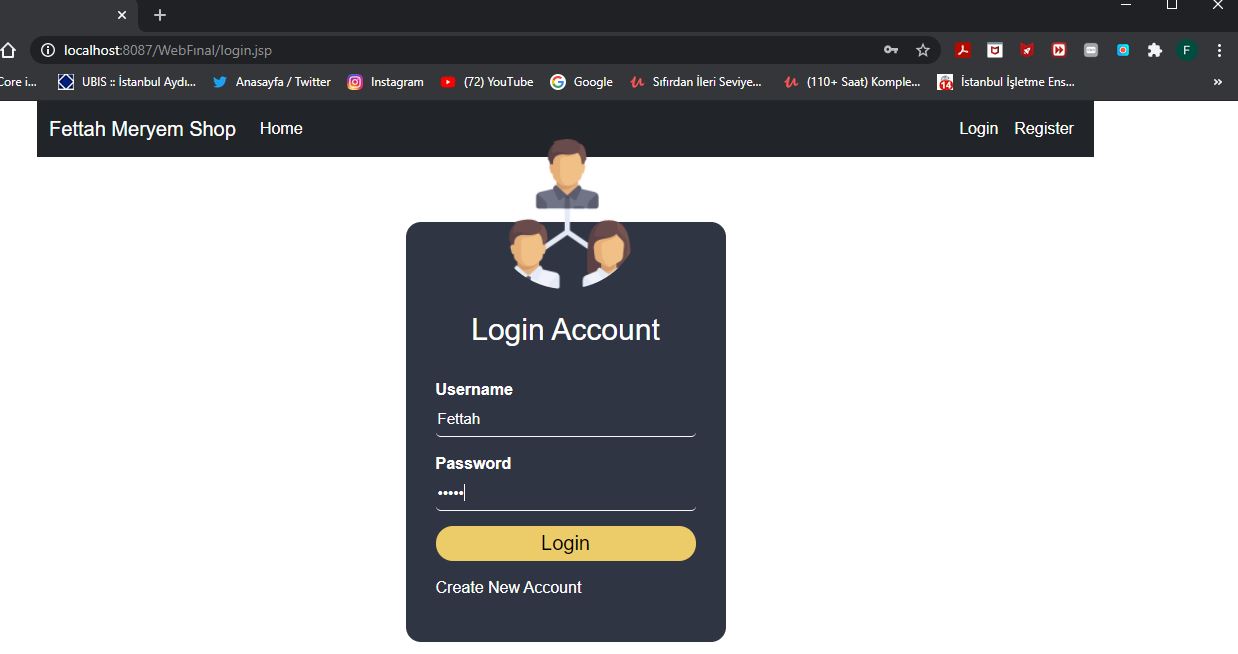 localhost:8087/WebFinal/login.jsp
Core i... UBIS :: İstanbul Aydı... Anasayfa / Twitter Instagram (72) YouTube Google Sıfırdan İleri Seviye... (110+ Saat) Komple... 14 İstanbul İşletme Ens... »
Fettah Meryem Shop Home Login Register
Login Account
Username
Fettah
Password
•••••
Login
Create New Account
F